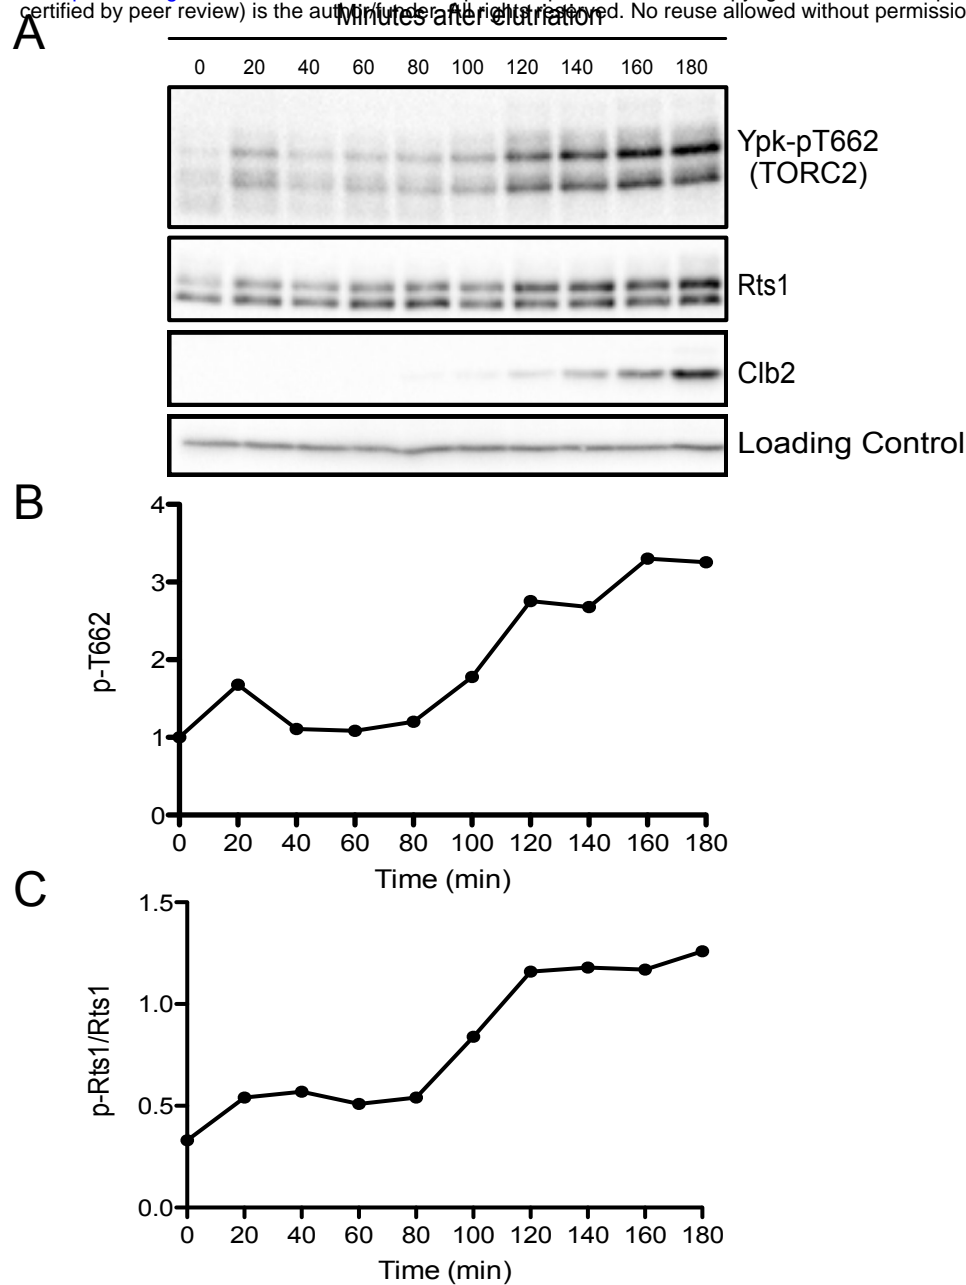 certified by peer review) is the author/funder. All rights reserved. No reuse allowed without permissio
Minutes after elutriation
A
0 20 40 60 80 100 120 140 160 180
Ypk-pT662
(TORC2)
Rts1
Clb2
Loading Control
B
4
3
2
1
0
p-T662
0 20 40 60 80 100 120 140 160 180
Time (min)
C
1.5
1.0
0.5
0.0
p-Rts1/Rts1
0 20 40 60 80 100 120 140 160 180
Time (min)